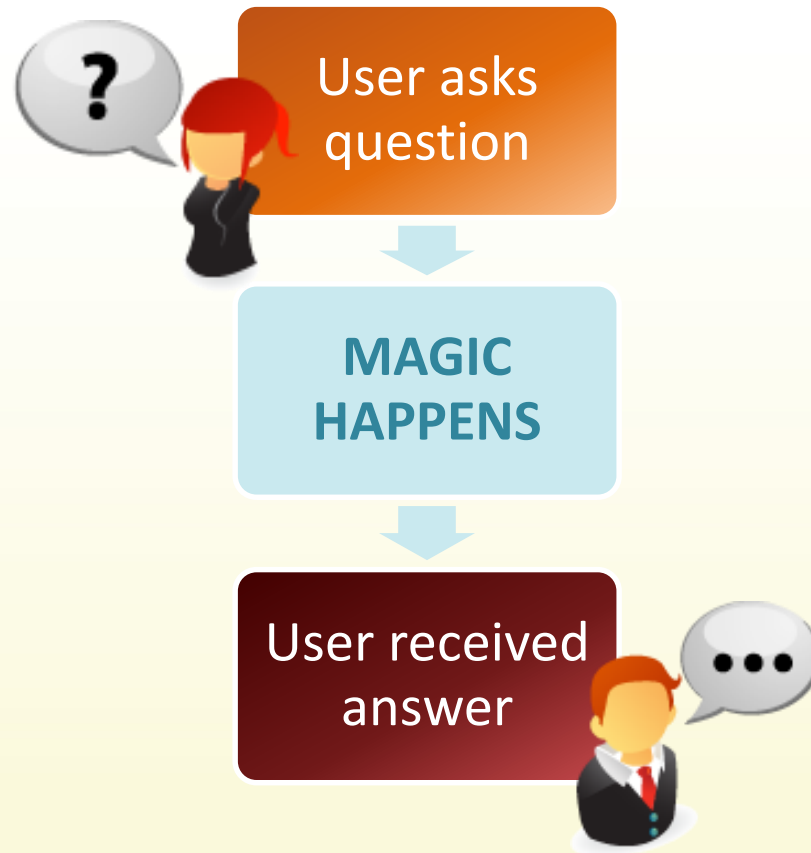 ?
User asks
question
MAGIC
HAPPENS
User received
answer
...